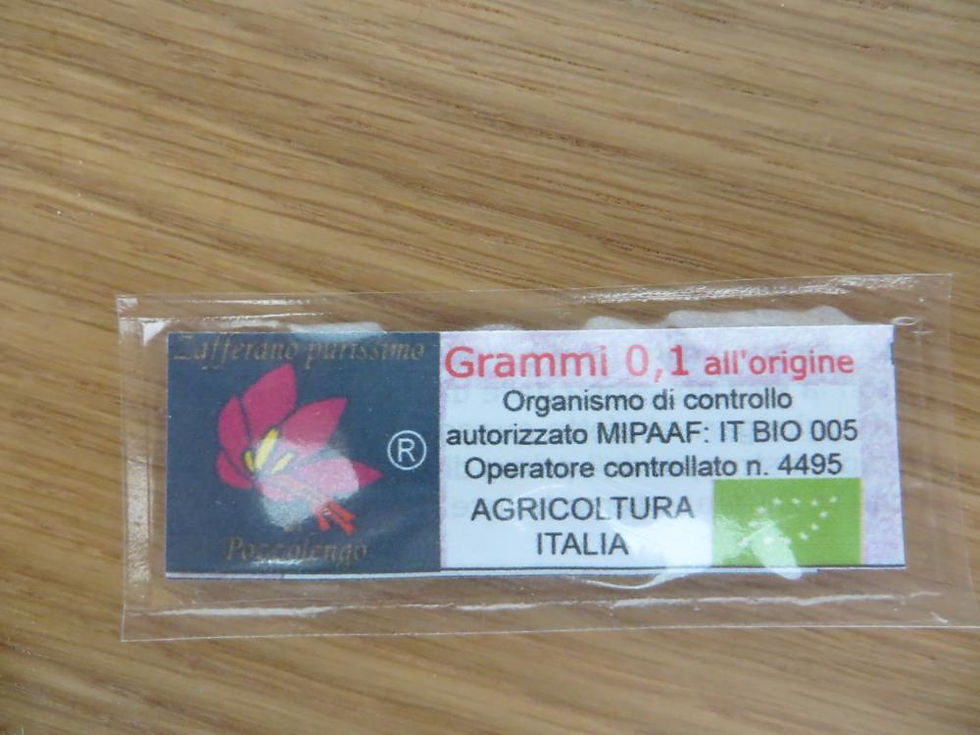 Zafferano purissimo
®
Pozzolengo
Grammi 0,1 all'origine
Organismo di controllo
autorizzato MIPAAF: IT BIO 005
Operatore controllato n. 4495
AGRICOLTURA
ITALIA